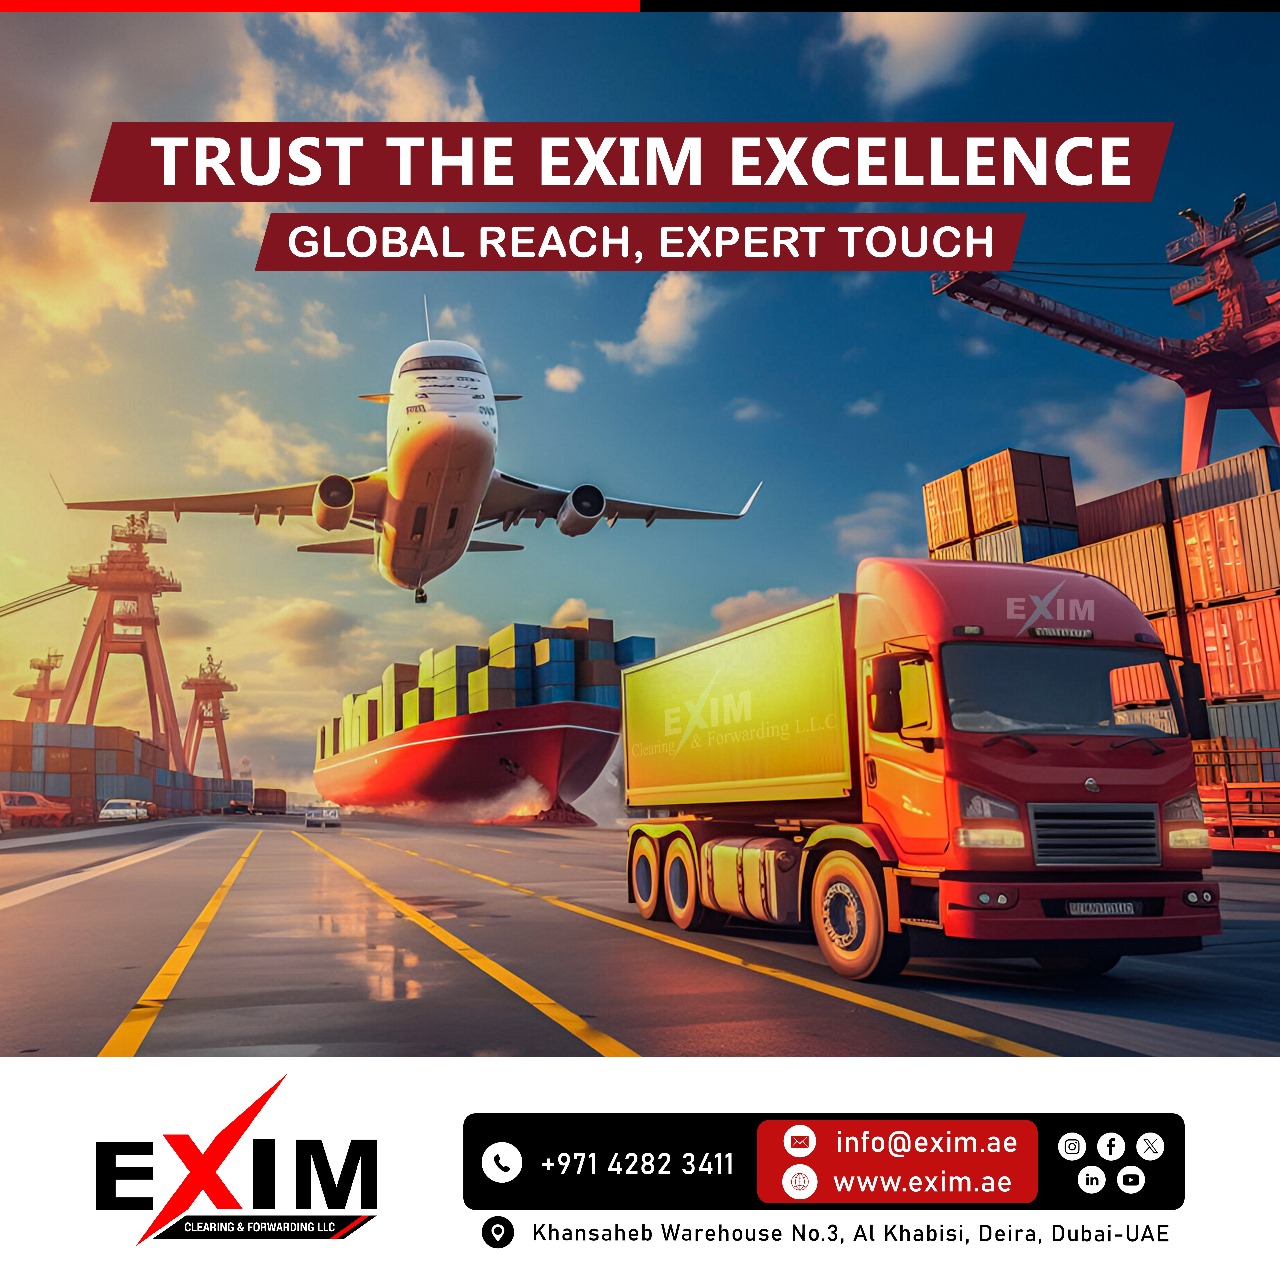 TRUST THE EXIM EXCELLENCE
GLOBAL REACH, EXPERT TOUCH
EXIM
EXIM
Clearing & Forwarding L.L.C
EXIM
CLEARING & FORWARDING LLC
+971 4282 3411
info@exim.ae
www.exim.ae
in
Khansaheb Warehouse No.3, Al Khabisi, Deira, Dubai-UAE